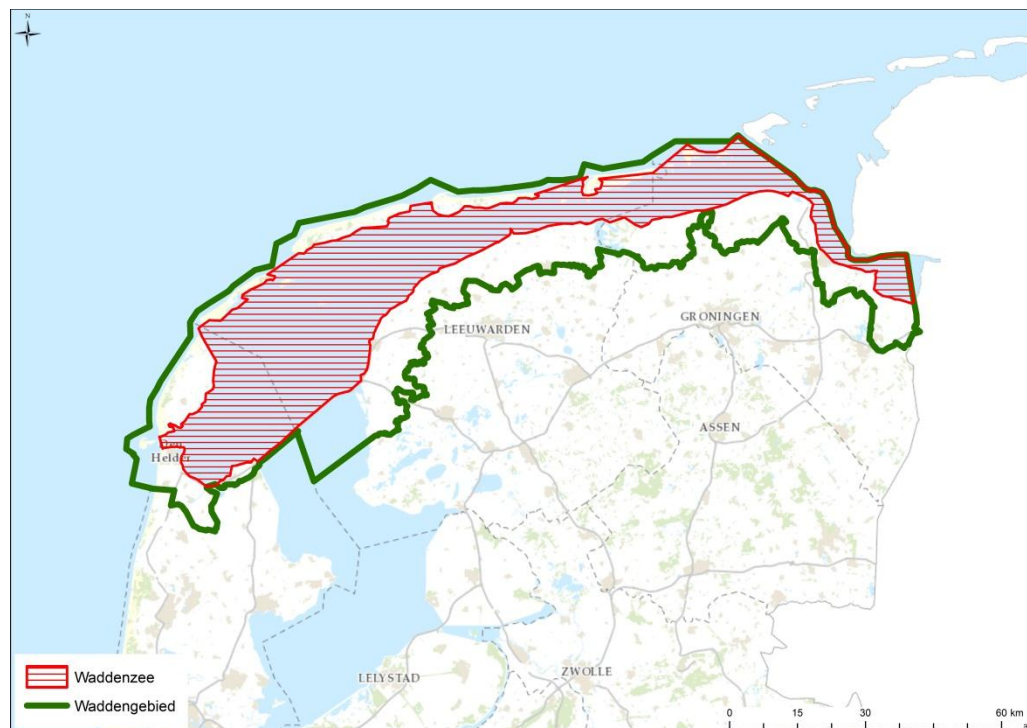 N
LEEUWARDEN
GRONINGEN
Den
Helder
ASSEN
Waddenzee
Waddengebied
LELYSTAD
ZWOLLE
0 15 30 60 km